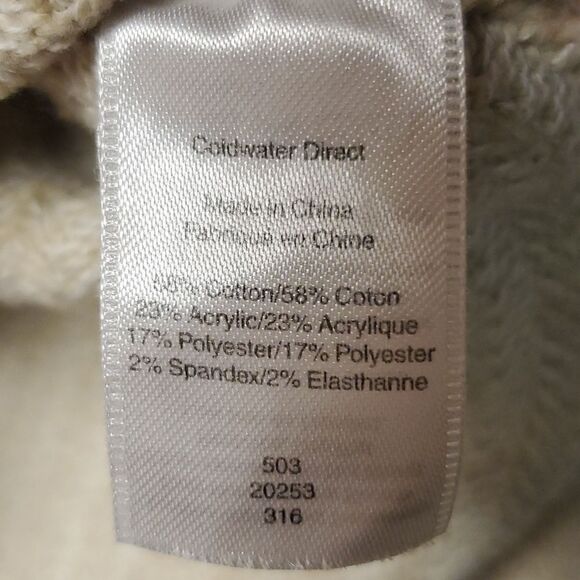 Coldwater Direct
Made in China
Fabriqué en Chine
58% Cotton/58% Coton
23% Acrylic/23% Acrylique
17% Polyester/17% Polyester
2% Spandex/2% Elasthanne
503
20253
316